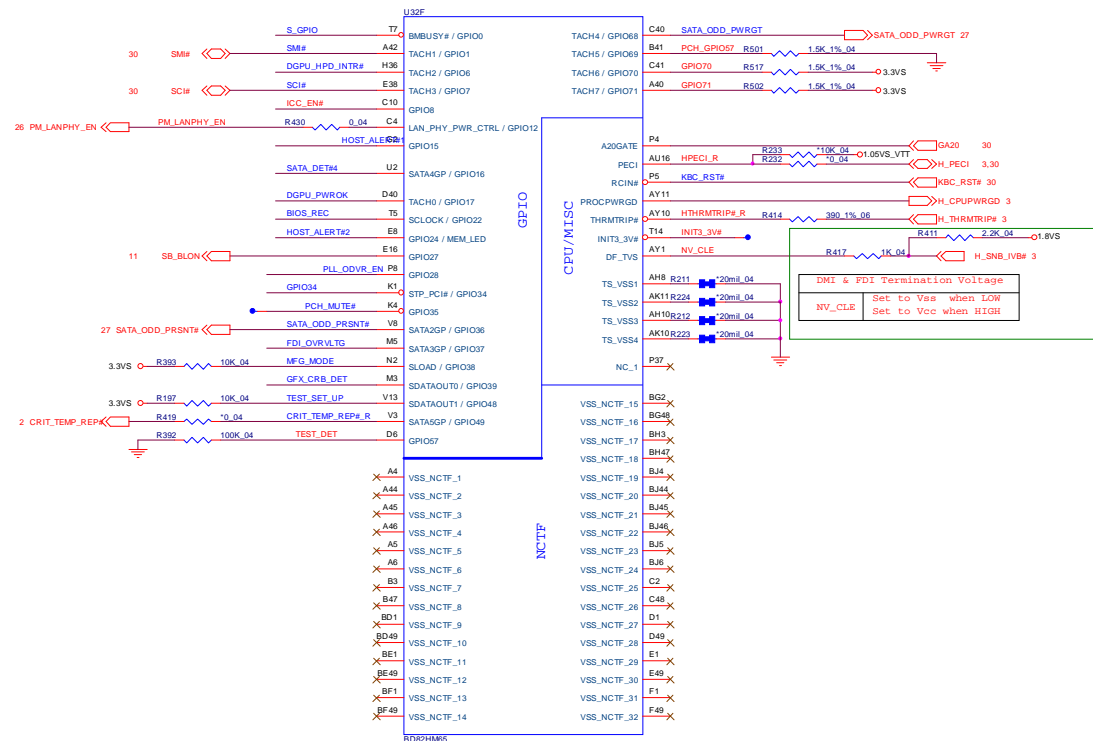 U32F
S_GPIO T7 BMBUSY# / GPIO0
30 SMI# SMI# A42 TACH1 / GPIO1
DGPU_HPD_INTR# H36 TACH2 / GPIO6
30 SCI# SCI# E38 TACH3 / GPIO7
ICC_EN# C10 GPIO8
26 PM_LANPHY_EN PM_LANPHY_EN R430 0_04 C4 LAN_PHY_PWR_CTRL / GPIO12
HOST_ALERT#1 GPIO15
SATA_DET#4 U2 SATA4GP / GPIO16
DGPU_PWROK D40 TACH0 / GPIO17
BIOS_REC T5 SCLOCK / GPIO22
HOST_ALERT#2 E8 GPIO24 / MEM_LED
11 SB_BLON E16 GPIO27
PLL_ODVR_EN P8 GPIO28
GPIO34 K1 STP_PCI# / GPIO34
PCH_MUTE# K4 GPIO35
27 SATA_ODD_PRSNT# SATA_ODD_PRSNT# V8 SATA2GP / GPIO36
FDI_OVRVLTG M5 SATA3GP / GPIO37
3.3VS R393 10K_04 MFG_MODE N2 SLOAD / GPIO38
GFX_CRB_DET M3 SDATAOUT0 / GPIO39
3.3VS R197 10K_04 TEST_SET_UP V13 SDATAOUT1 / GPIO48
2 CRIT_TEMP_REP# R419 *0_04 CRIT_TEMP_REP#_R V3 SATA5GP / GPIO49
R392 100K_04 TEST_DET D6 GPIO57
A4 VSS_NCTF_1
A44 VSS_NCTF_2
A45 VSS_NCTF_3
A46 VSS_NCTF_4
A5 VSS_NCTF_5
A6 VSS_NCTF_6
B3 VSS_NCTF_7
B47 VSS_NCTF_8
BD1 VSS_NCTF_9
BD49 VSS_NCTF_10
BE1 VSS_NCTF_11
BE49 VSS_NCTF_12
BF1 VSS_NCTF_13
BF49 VSS_NCTF_14
GPIO
CPU/MISC
NCTF
TACH4 / GPIO68 C40 SATA_ODD_PWRGT SATA_ODD_PWRGT 27
TACH5 / GPIO69 B41 PCH_GPIO57 R501 1.5K_1%_04
TACH6 / GPIO70 C41 GPIO70 R517 1.5K_1%_04 3.3VS
TACH7 / GPIO71 A40 GPIO71 R502 1.5K_1%_04 3.3VS
A20GATE P4 GA20 30
R233 *10K_04 1.05VS_VTT
PECI AU16 HPECI_R R232 *0_04 H_PECI 3,30
RCIN# P5 KBC_RST# KBC_RST# 30
PROCPWRGD AY11 H_CPUPWRGD 3
THRMTRIP# AY10 HTHRMTRIP#_R R414 390_1%_06 H_THRMTRIP# 3
INIT3_3V# T14 INIT3_3V#
R411 2.2K_04 1.8VS
DF_TVS AY1 NV_CLE R417 1K_04 H_SNB_IVB# 3
DMI & FDI Termination Voltage
NV_CLE Set to Vss when LOW
Set to Vcc when HIGH
TS_VSS1 AH8 R211 *20mil_04
TS_VSS2 AK11 R224 *20mil_04
TS_VSS3 AH10 R212 *20mil_04
TS_VSS4 AK10 R223 *20mil_04
NC_1 P37
VSS_NCTF_15 BG2
VSS_NCTF_16 BG48
VSS_NCTF_17 BH3
VSS_NCTF_18 BH47
VSS_NCTF_19 BJ4
VSS_NCTF_20 BJ44
VSS_NCTF_21 BJ45
VSS_NCTF_22 BJ46
VSS_NCTF_23 BJ5
VSS_NCTF_24 BJ6
VSS_NCTF_25 C2
VSS_NCTF_26 C48
VSS_NCTF_27 D1
VSS_NCTF_28 D49
VSS_NCTF_29 E1
VSS_NCTF_30 E49
VSS_NCTF_31 F1
VSS_NCTF_32 F49
BD82HM65